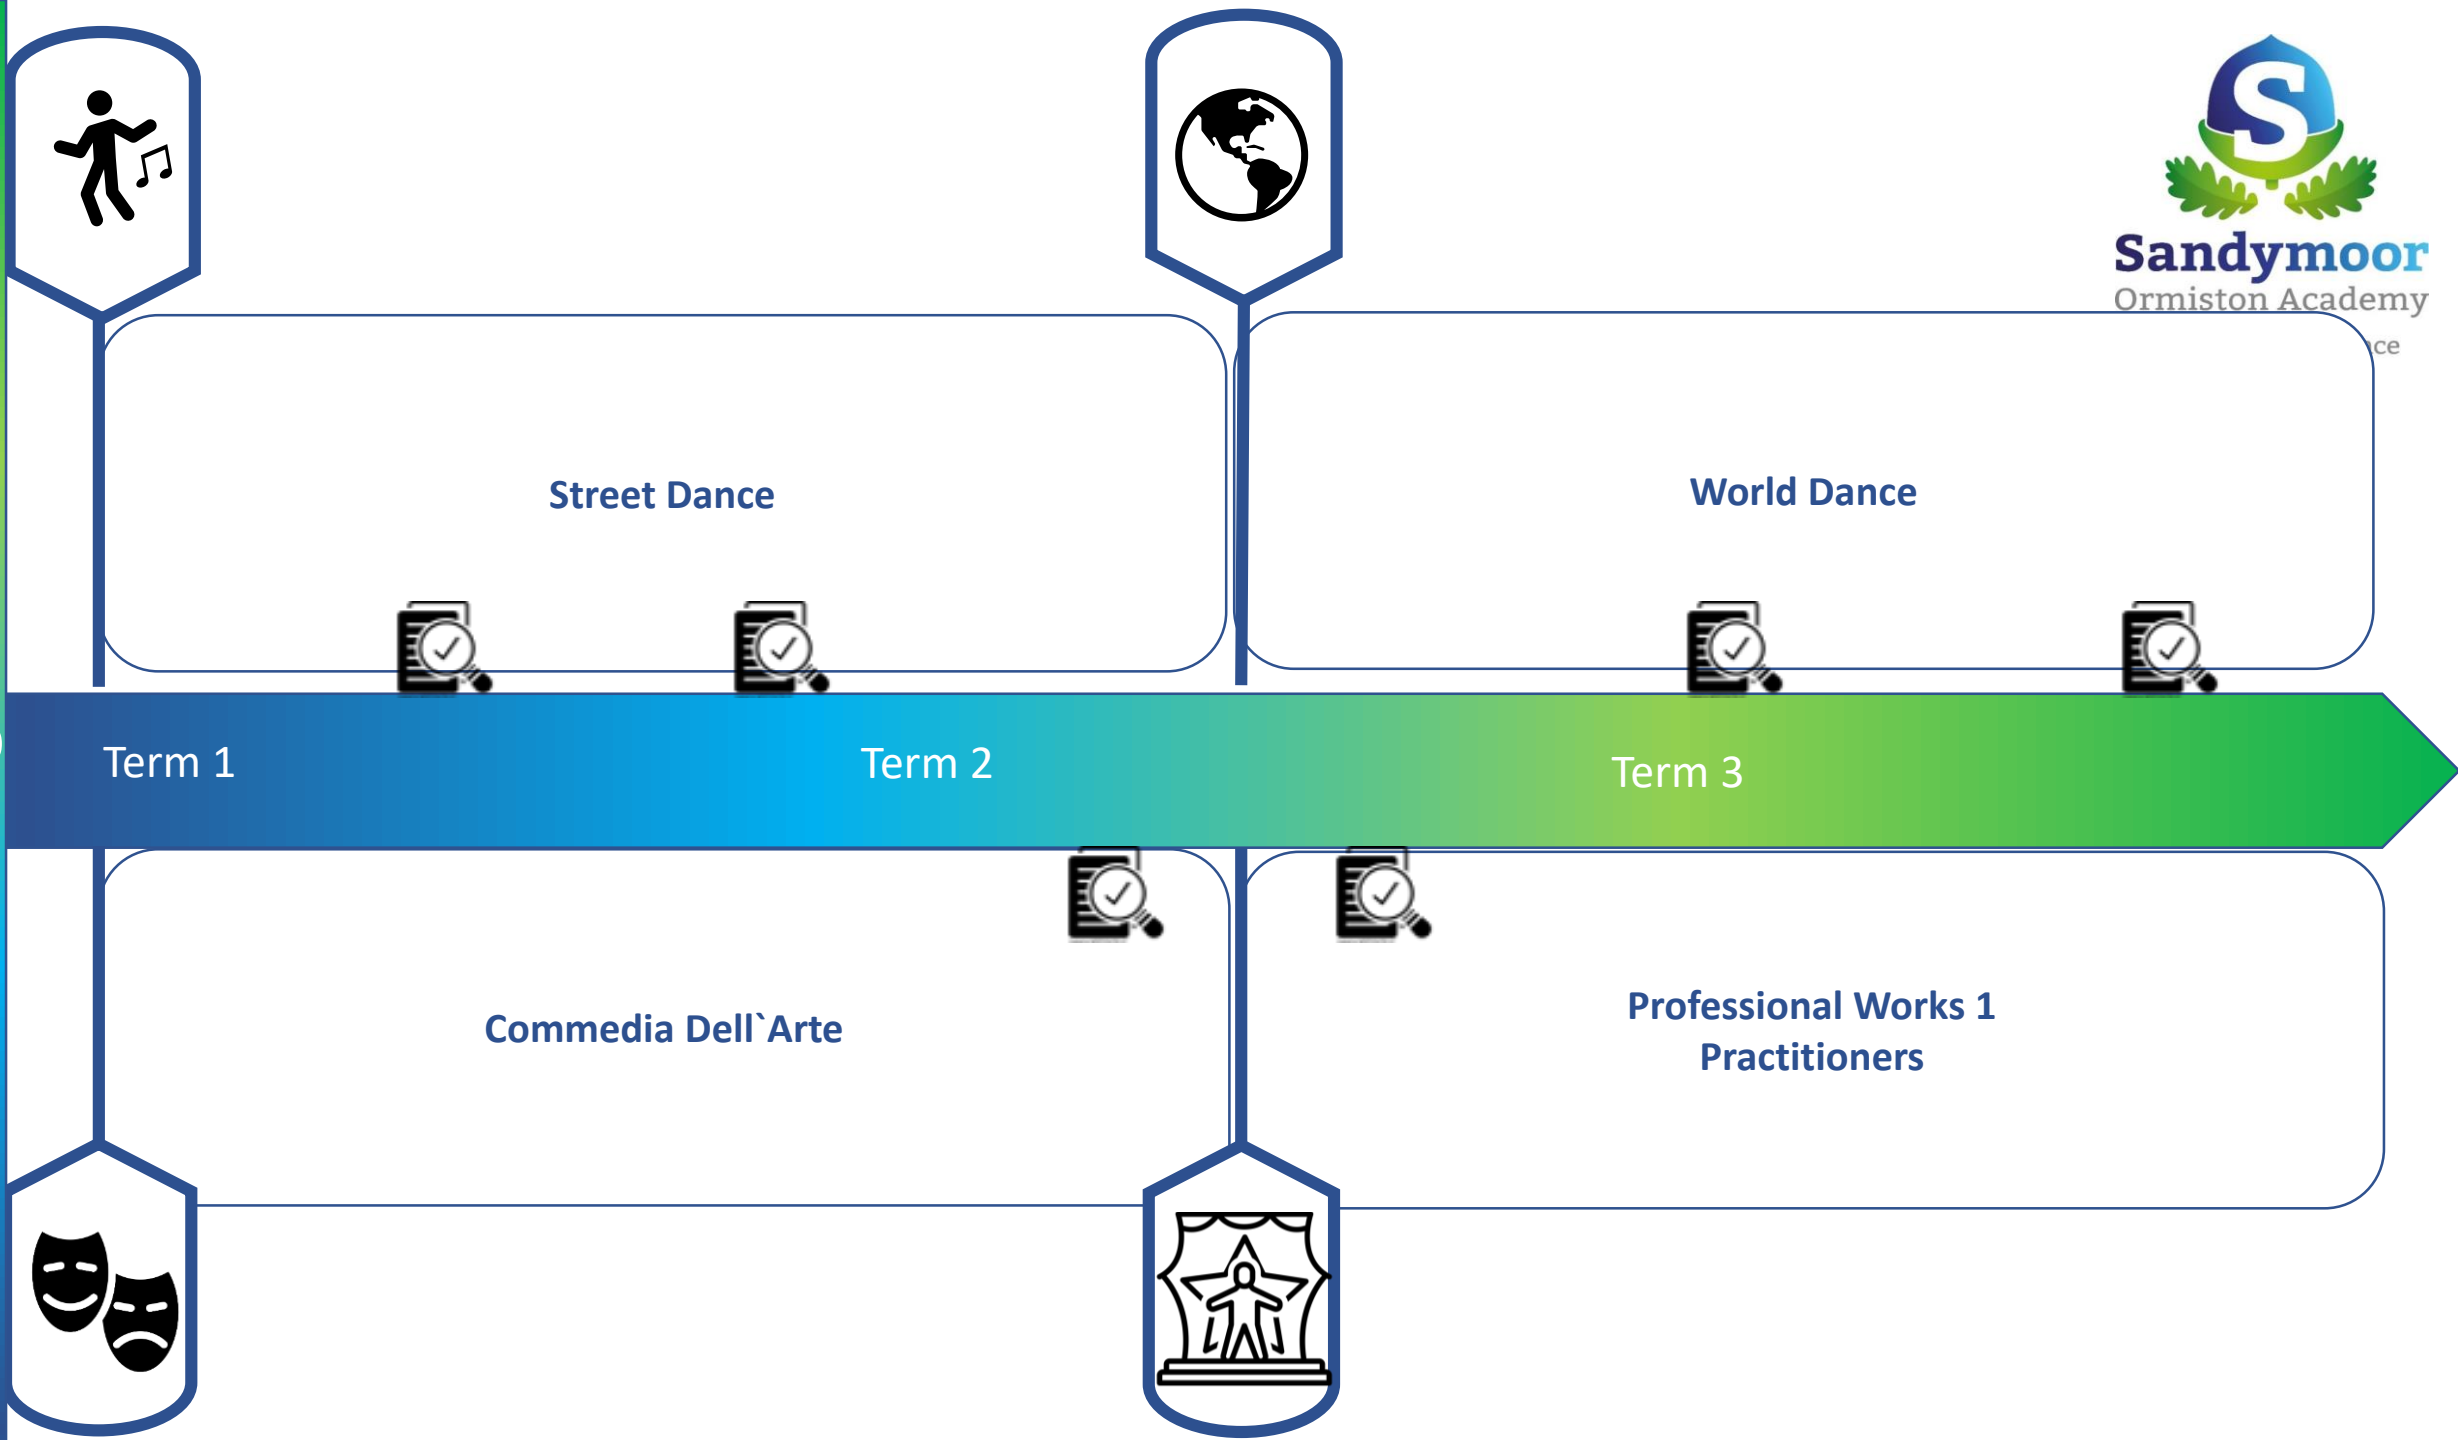 S
Sandymoor
Ormiston Academy
Street Dance
World Dance
Term 1
Term 2
Term 3
Commedia Dell`Arte
Professional Works 1
Practitioners